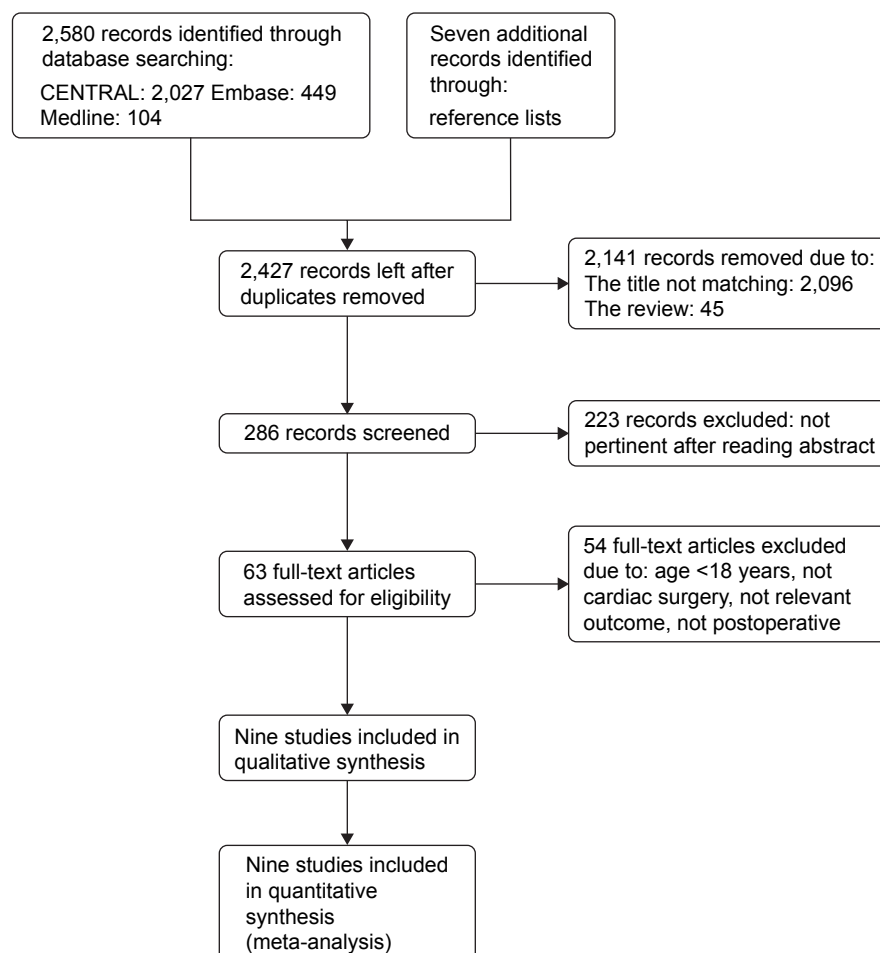 2,580 records identified through
database searching:
CENTRAL: 2,027 Embase: 449
Medline: 104
Seven additional
records identified
through:
reference lists
2,427 records left after
duplicates removed
2,141 records removed due to:
The title not matching: 2,096
The review: 45
286 records screened
223 records excluded: not
pertinent after reading abstract
63 full-text articles
assessed for eligibility
54 full-text articles excluded
due to: age <18 years, not
cardiac surgery, not relevant
outcome, not postoperative
Nine studies included in
qualitative synthesis
Nine studies included
in quantitative
synthesis
(meta-analysis)